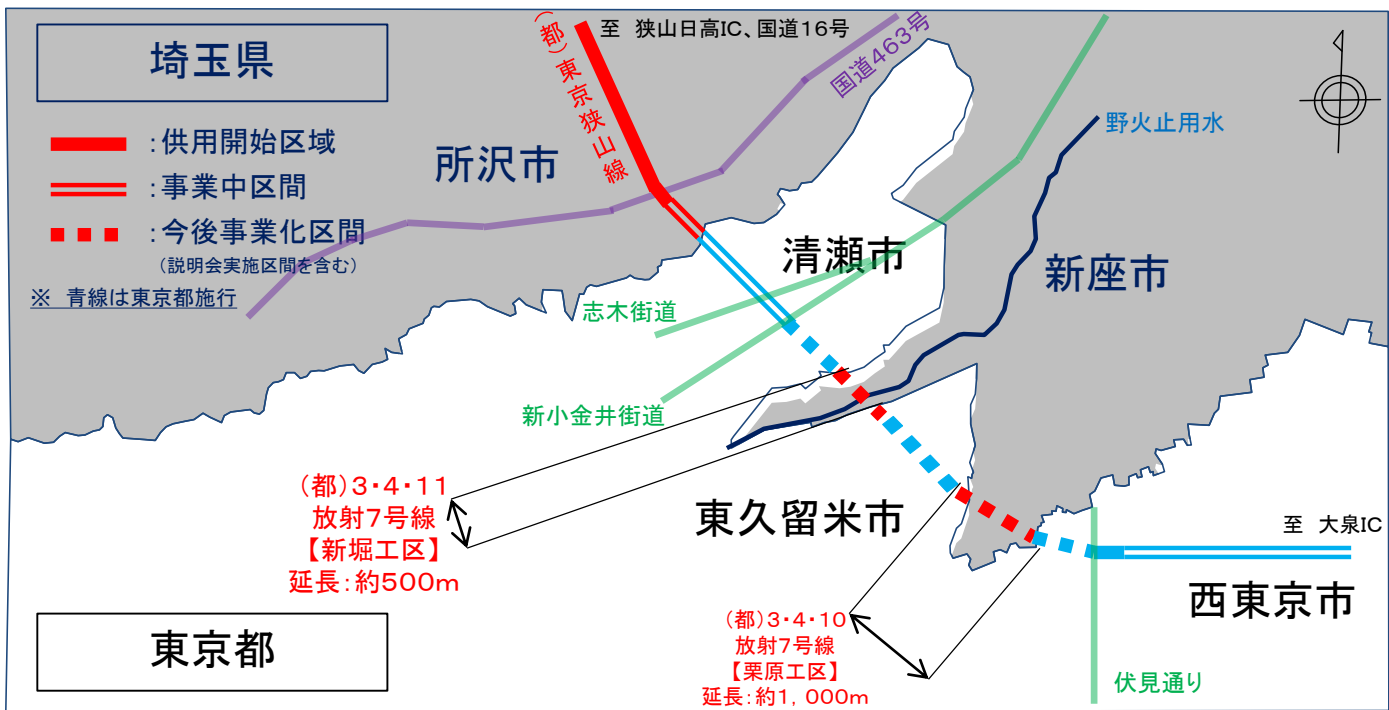 至 狭山日高IC、国道16号
埼玉県
(都)東京狭山線
国道463号
:供用開始区域
:事業中区間
:今後事業化区間
(説明会実施区間を含む)
※ 青線は東京都施行
所沢市
野火止用水
清瀬市
新座市
志木街道
新小金井街道
(都)3・4・11
放射7号線
【新堀工区】
延長:約500m
東久留米市
至 大泉IC
西東京市
(都)3・4・10
放射7号線
【栗原工区】
延長:約1,000m
東京都
伏見通り